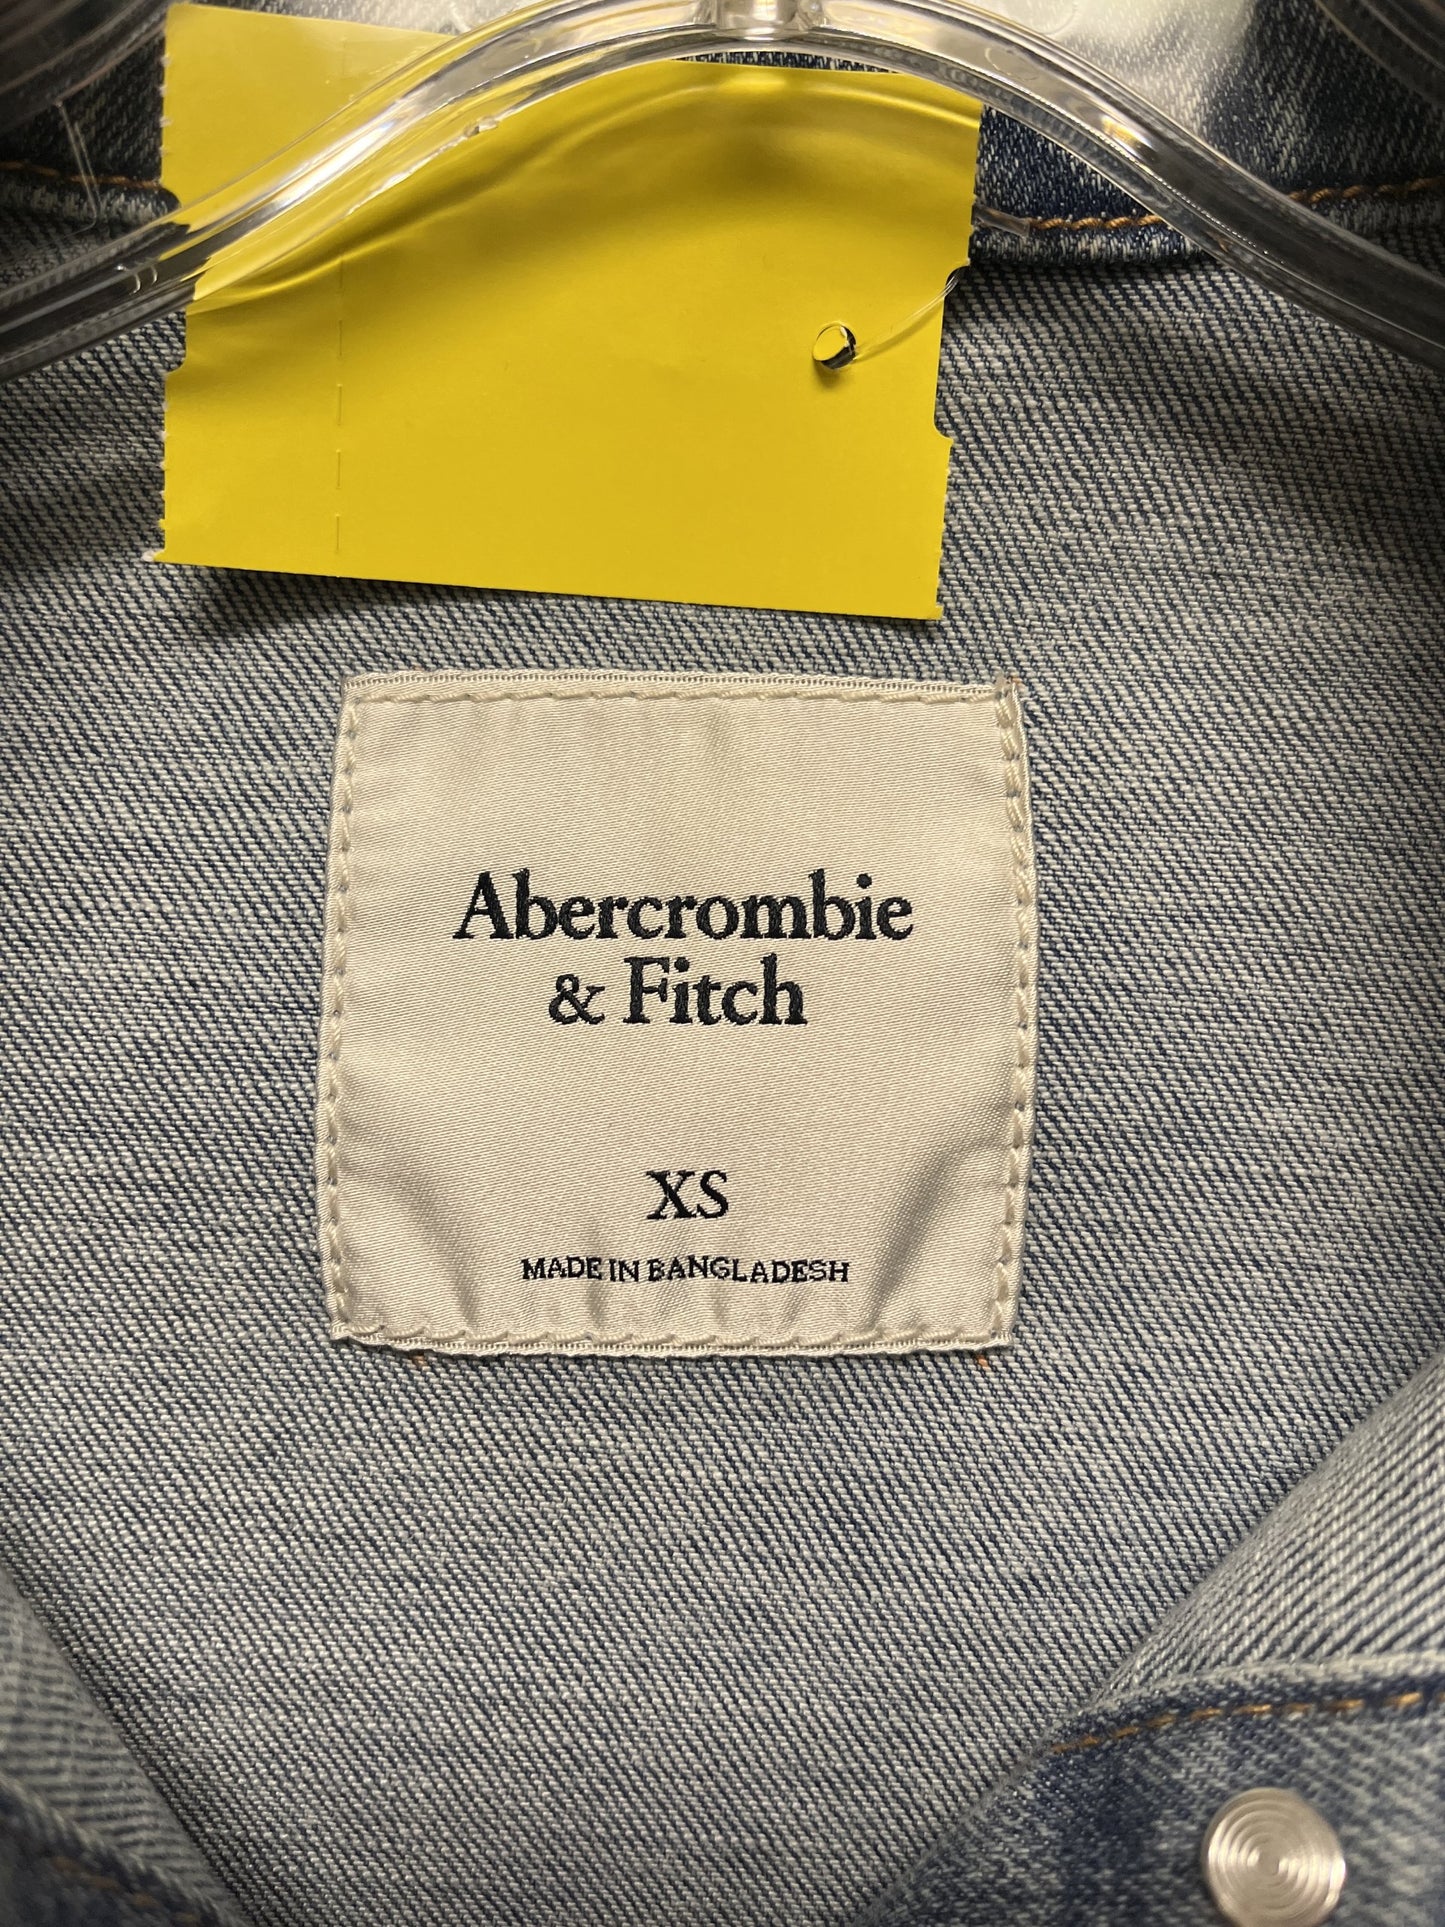 Abercrombie
& Fitch
XS
MADE IN BANGLADESH